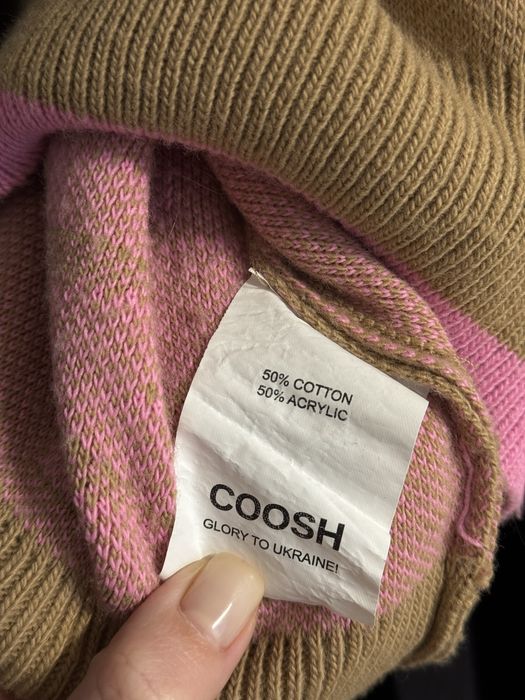 50% COTTON
50% ACRYLIC
COOSH
GLORY TO UKRAINE!